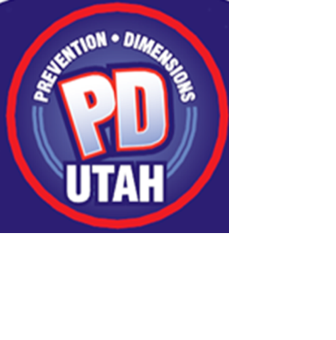 PREVENTION • DIMENSIONS
PD
UTAH